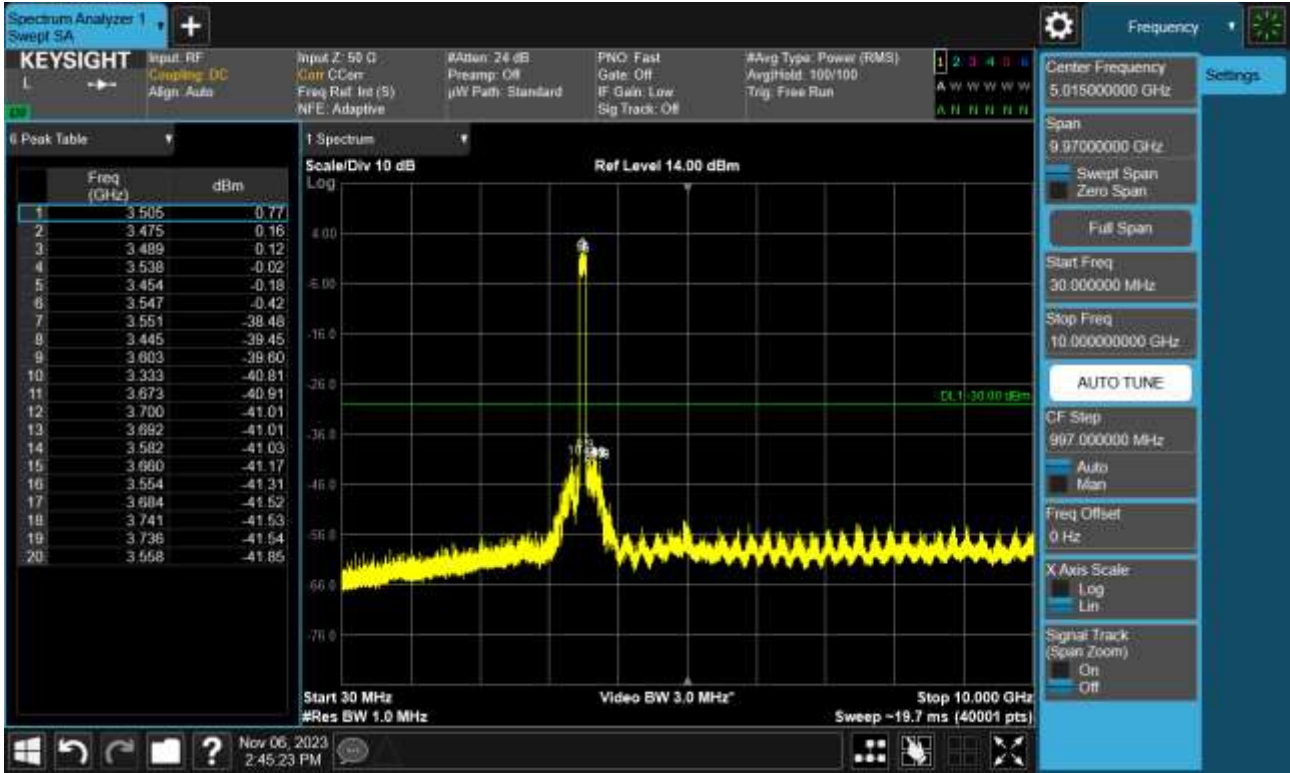 Spectrum Analyzer 1
Swept SA
Frequency
KEYSIGHT
L
Input: RF
Coupling: DC
Align: Auto
Input Z: 50 Ω
Corr CCorr
Freq Ref: Int (S)
NFE: Adaptive
#Atten: 24 dB
Preamp: Off
µW Path: Standard
PNO: Fast
Gate: Off
IF Gain: Low
Sig Track: Off
#Avg Type: Power (RMS)
Avg|Hold: 100/100
Trig: Free Run
1 2 3 4 5 6
A W W W W W
A N N N N N
Center Frequency
5.015000000 GHz
Settings
Span
9.97000000 GHz
Swept Span
Zero Span
Full Span
Start Freq
30.000000 MHz
Stop Freq
10.000000000 GHz
AUTO TUNE
CF Step
997.000000 MHz
Auto
Man
Freq Offset
0 Hz
X Axis Scale
Log
Lin
Signal Track
(Span Zoom)
On
Off
6 Peak Table
Freq (GHz) dBm
1 3.505 0.77
2 3.475 0.16
3 3.489 0.12
4 3.538 -0.02
5 3.454 -0.18
6 3.547 -0.42
7 3.551 -38.48
8 3.445 -39.45
9 3.603 -39.60
10 3.333 -40.81
11 3.673 -40.91
12 3.700 -41.01
13 3.692 -41.01
14 3.582 -41.03
15 3.660 -41.17
16 3.554 -41.31
17 3.684 -41.52
18 3.741 -41.53
19 3.736 -41.54
20 3.558 -41.85
1 Spectrum
Scale/Div 10 dB
Ref Level 14.00 dBm
Log
4.00
-6.00
-16.0
-26.0
DL1 -30.00 dBm
-36.0
-46.0
-56.0
-66.0
-76.0
Start 30 MHz
Video BW 3.0 MHz*
Stop 10.000 GHz
#Res BW 1.0 MHz
Sweep ~19.7 ms (40001 pts)
?
Nov 06, 2023
2:45:23 PM